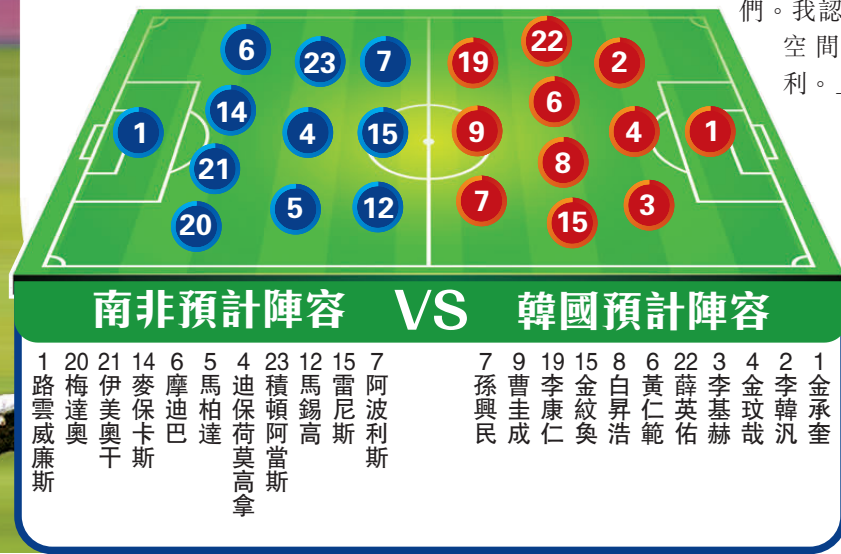 們。我認
空間
利。
6
23
7
14
1
4
15
21
5
12
20
19
22
2
6
9
4
1
8
7
3
15
南非預計陣容 VS 韓國預計陣容
1 路雲威廉斯
20 梅達奧
21 伊美奧干
14 麥保卡斯
6 摩迪巴
5 馬柏達
4 迪保荷莫高拿
23 積頓阿當斯
12 馬錫高
15 雷尼斯
7 阿波利斯
7 孫興民
9 曹圭成
19 李康仁
15 金紋奐
8 白昇浩
6 黃仁範
22 薛英佑
3 李基赫
4 金玟哉
2 李韓汎
1 金承奎